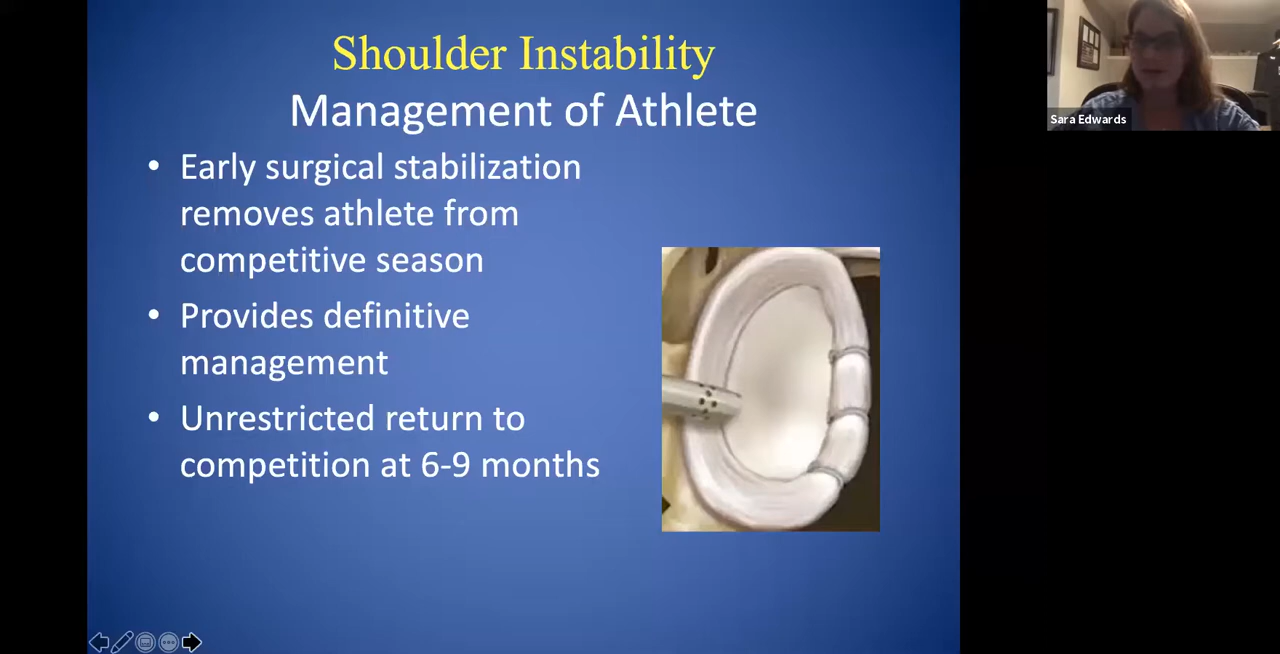 Shoulder Instability
Management of Athlete
• Early surgical stabilization
removes athlete from
competitive season
• Provides definitive
management
• Unrestricted return to
competition at 6-9 months
Sara Edwards